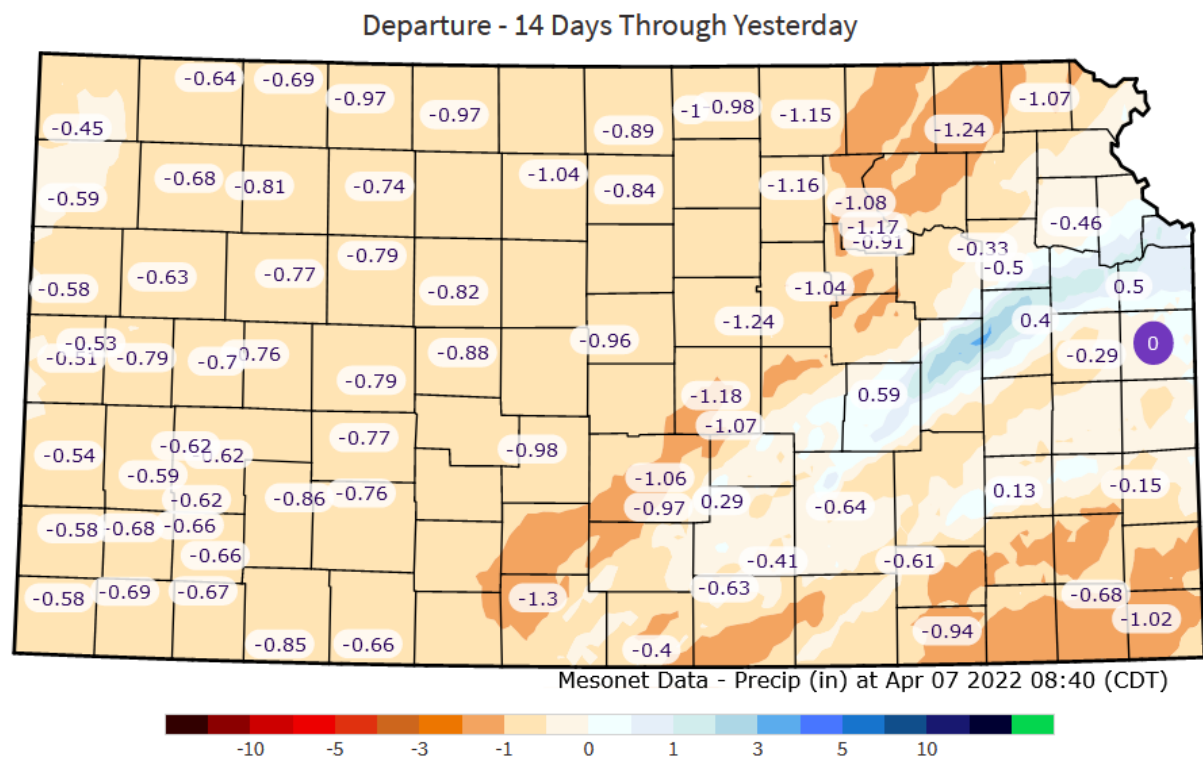 Departure - 14 Days Through Yesterday
-0.64 -0.69
-0.97 -0.97 -0.89 -1 -0.98 -1.15 -1.24 -1.07
-0.45
-0.59 -0.68 -0.81 -0.74 -1.04 -0.84 -1.16 -1.08
-1.17 -0.46
-0.91 -0.33
-0.58 -0.63 -0.77 -0.79 -0.82 -1.04 -0.5 0.5
-1.24 0.4
-0.53
-0.51 -0.79 -0.7 -0.76 -0.88 -0.96 -0.29 0
-0.79 -1.18 0.59
-0.77 -1.07
-0.54 -0.62 -0.62 -0.98
-0.59 -1.06
-0.62 -0.86 -0.76 -0.97 0.29 -0.64 0.13 -0.15
-0.58 -0.68 -0.66
-0.66 -0.41 -0.61
-0.58 -0.69 -0.67 -1.3 -0.63 -0.68
-1.02
-0.85 -0.66 -0.4 -0.94
Mesonet Data - Precip (in) at Apr 07 2022 08:40 (CDT)
-10 -5 -3 -1 0 1 3 5 10